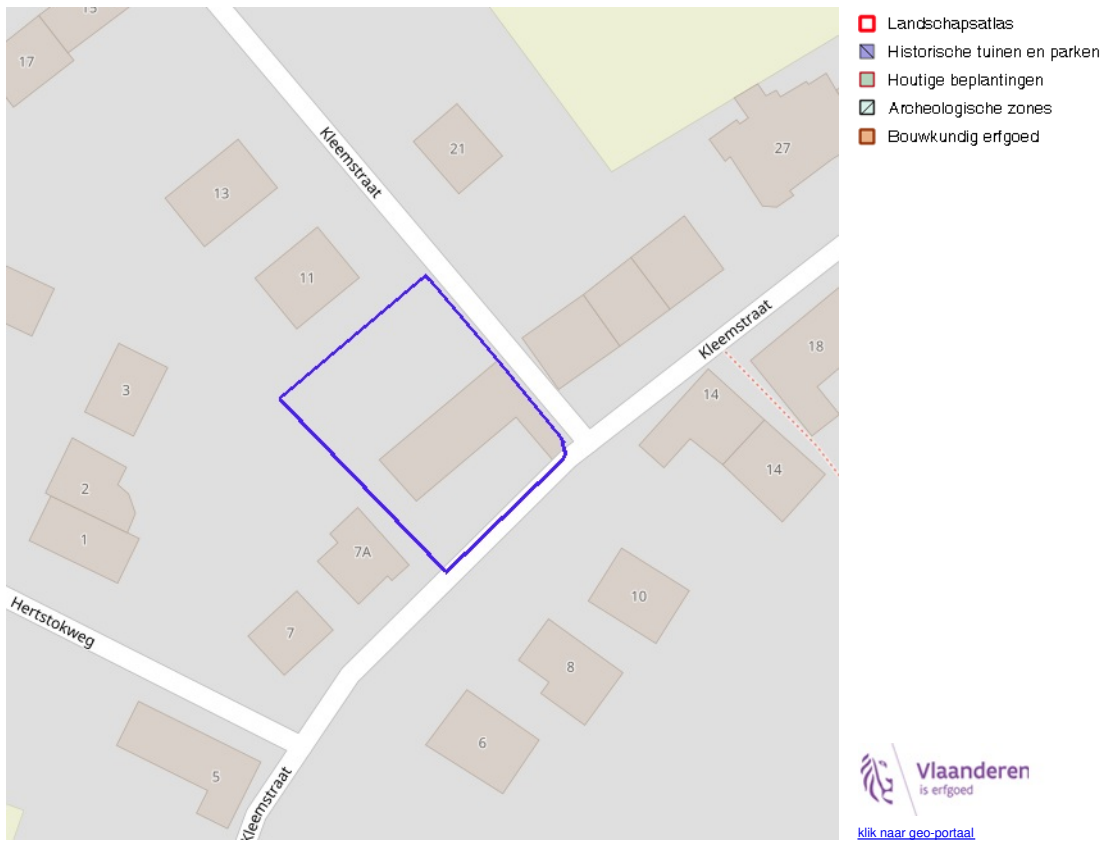 15
17
Kleemstraat
21
27
13
11
Kleemstraat
18
3
14
14
2
1
7A
10
7
Hertstokweg
8
6
5
Kleemstraat
Landschapsatlas
Historische tuinen en parken
Houtige beplantingen
Archeologische zones
Bouwkundig erfgoed
Vlaanderen
is erfgoed
klik naar geo-portaal